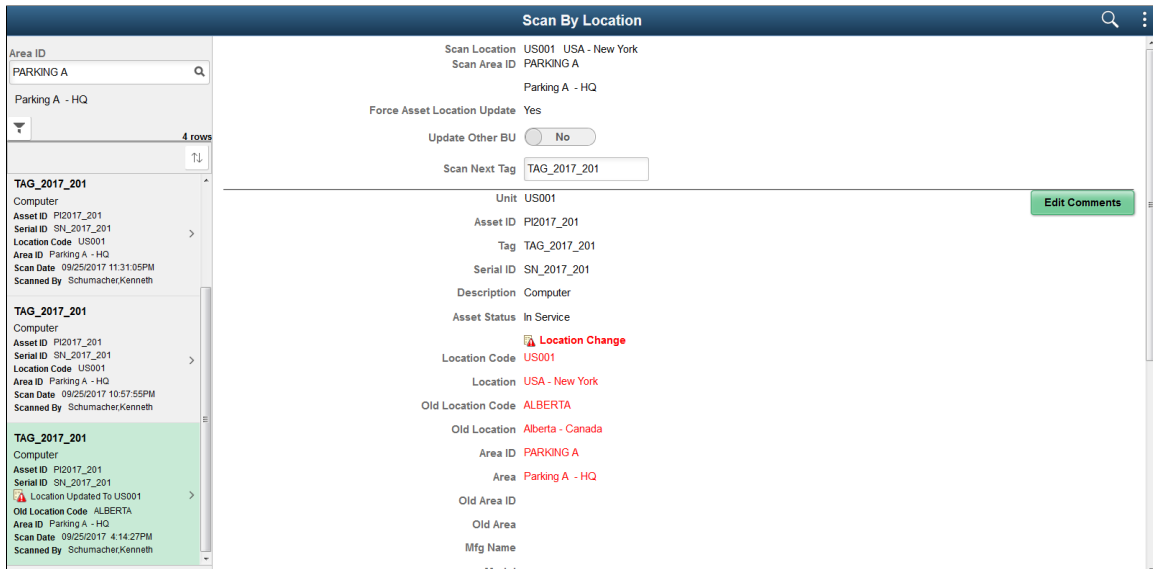 Scan By Location
Area ID
PARKING A
Parking A - HQ
4 rows
TAG_2017_201
Computer
Asset ID PI2017_201
Serial ID SN_2017_201
Location Code US001
Area ID Parking A - HQ
Scan Date 09/25/2017 11:31:05PM
Scanned By Schumacher,Kenneth
TAG_2017_201
Computer
Asset ID PI2017_201
Serial ID SN_2017_201
Location Code US001
Area ID Parking A - HQ
Scan Date 09/25/2017 10:57:55PM
Scanned By Schumacher,Kenneth
TAG_2017_201
Computer
Asset ID PI2017_201
Serial ID SN_2017_201
Location Updated To US001
Old Location Code ALBERTA
Area ID Parking A - HQ
Scan Date 09/25/2017 4:14:27PM
Scanned By Schumacher,Kenneth
Scan Location US001 USA - New York
Scan Area ID PARKING A
Parking A - HQ
Force Asset Location Update Yes
Update Other BU No
Scan Next Tag TAG_2017_201
Unit US001
Edit Comments
Asset ID PI2017_201
Tag TAG_2017_201
Serial ID SN_2017_201
Description Computer
Asset Status In Service
Location Change
Location Code US001
Location USA - New York
Old Location Code ALBERTA
Old Location Alberta - Canada
Area ID PARKING A
Area Parking A - HQ
Old Area ID
Old Area
Mfg Name